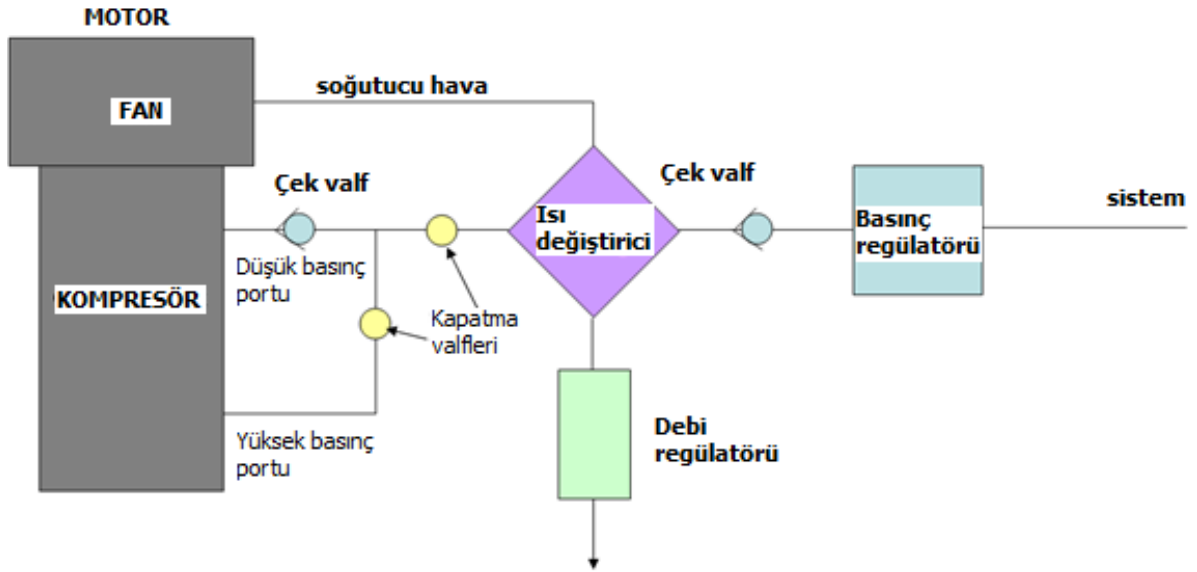 MOTOR
FAN
soğutucu hava
Çek valf
Çek valf
Isı
değiştirici
Basınç
regülatörü
sistem
Düşük basınç
portu
KOMPRESÖR
Kapatma
valfleri
Yüksek basınç
portu
Debi
regülatörü